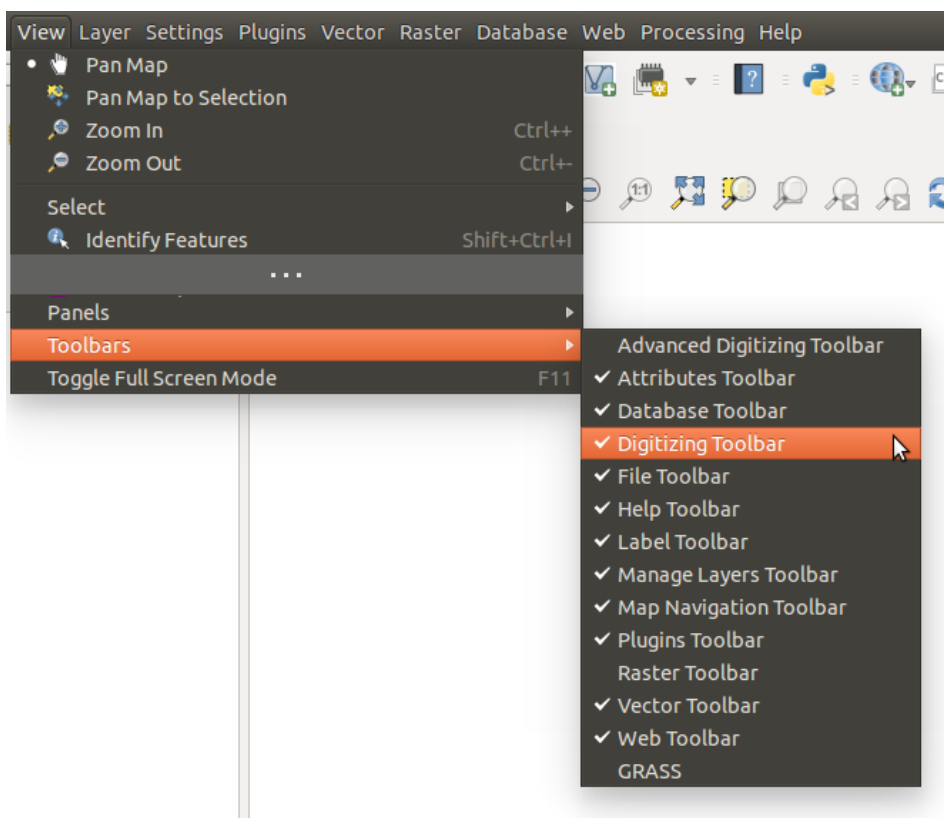 View Layer Settings Plugins Vector Raster Database Web Processing Help
Pan Map
Pan Map to Selection
Zoom In Ctrl++
Zoom Out Ctrl+-
1:1
Select
Identify Features Shift+Ctrl+I
...
Panels
Toolbars
Toggle Full Screen Mode F11
Advanced Digitizing Toolbar
Attributes Toolbar
Database Toolbar
Digitizing Toolbar
File Toolbar
Help Toolbar
Label Toolbar
Manage Layers Toolbar
Map Navigation Toolbar
Plugins Toolbar
Raster Toolbar
Vector Toolbar
Web Toolbar
GRASS